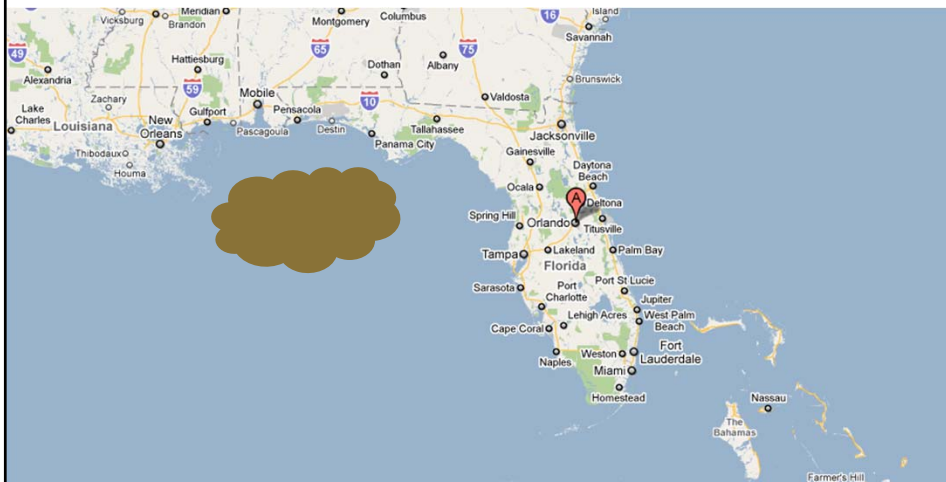 Vicksburg
Meridian
Brandon
Montgomery
Columbus
16
Island
Savannah
49
Hattiesburg
65
75
Alexandria
Dothan
Albany
Brunswick
59
Zachary
Mobile
10
Valdosta
Lake
Charles
Louisiana
New
Orleans
Gulfport
Pensacola
Pascagoula
Destin
Tallahassee
Jacksonville
Panama City
Thibodaux
Houma
Gainesville
Daytona
Beach
Ocala
A
Deltona
Spring Hill
Orlando
Titusville
Tampa
Lakeland
Palm Bay
Florida
Sarasota
Port
Charlotte
Port St Lucie
Jupiter
Cape Coral
Lehigh Acres
West Palm
Beach
Naples
Weston
Fort
Lauderdale
Miami
Homestead
Nassau
The
Bahamas
Farmer's Hill